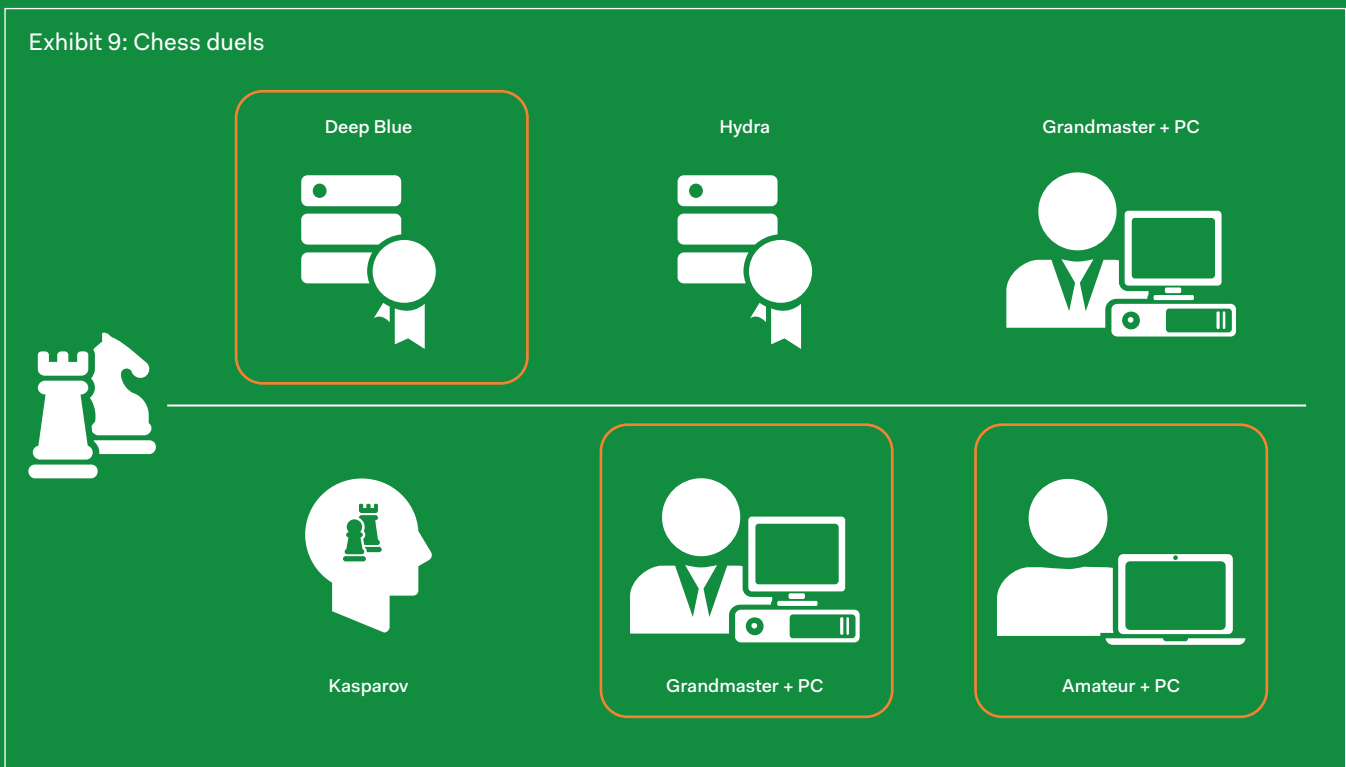 Exhibit 9: Chess duels
Deep Blue
Hydra
Grandmaster + PC
Kasparov
Grandmaster + PC
Amateur + PC